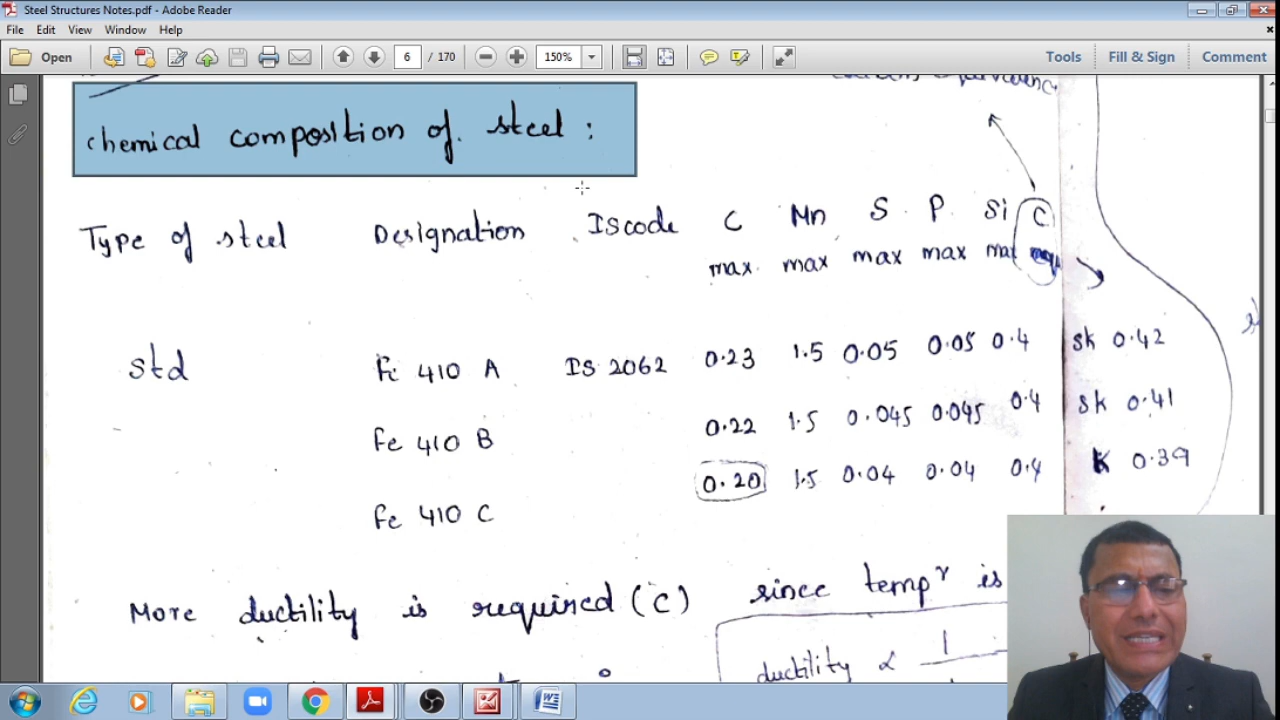 Steel Structures Notes.pdf - Adobe Reader
File Edit View Window Help
Open 6 / 170 150% Tools Fill & Sign Comment
chemical composition of steel :
Type of steel Designation IS code C Mn S P Si C
max max max max max
std Fe 410 A IS 2062 0.23 1.5 0.05 0.05 0.4 sk 0.42
Fe 410 B 0.22 1.5 0.045 0.045 0.4 sk 0.41
Fe 410 C 0.20 1.5 0.04 0.04 0.4 K 0.39
More ductility is required (C) since tempr is
ductility ∝ 1